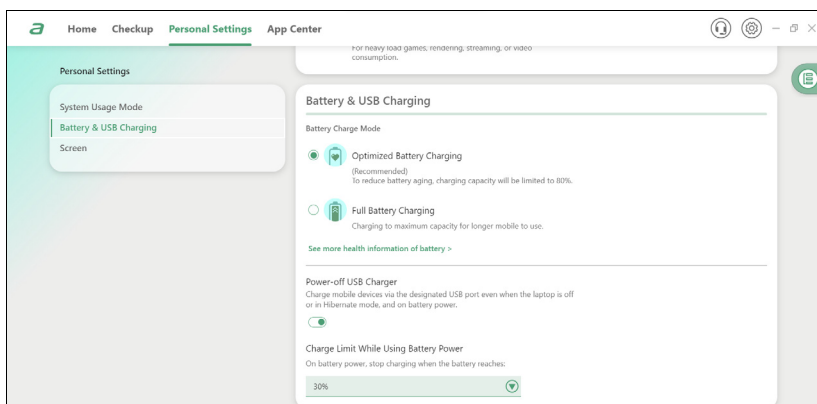 a Home Checkup Personal Settings App Center
For heavy load games, rendering, streaming, or video
consumption.
Personal Settings
System Usage Mode
Battery & USB Charging
Screen
Battery & USB Charging
Battery Charge Mode
Optimized Battery Charging
(Recommended)
To reduce battery aging, charging capacity will be limited to 80%.
Full Battery Charging
Charging to maximum capacity for longer mobile to use.
See more health information of battery >
Power-off USB Charger
Charge mobile devices via the designated USB port even when the laptop is off
or in Hibernate mode, and on battery power.
Charge Limit While Using Battery Power
On battery power, stop charging when the battery reaches:
30%